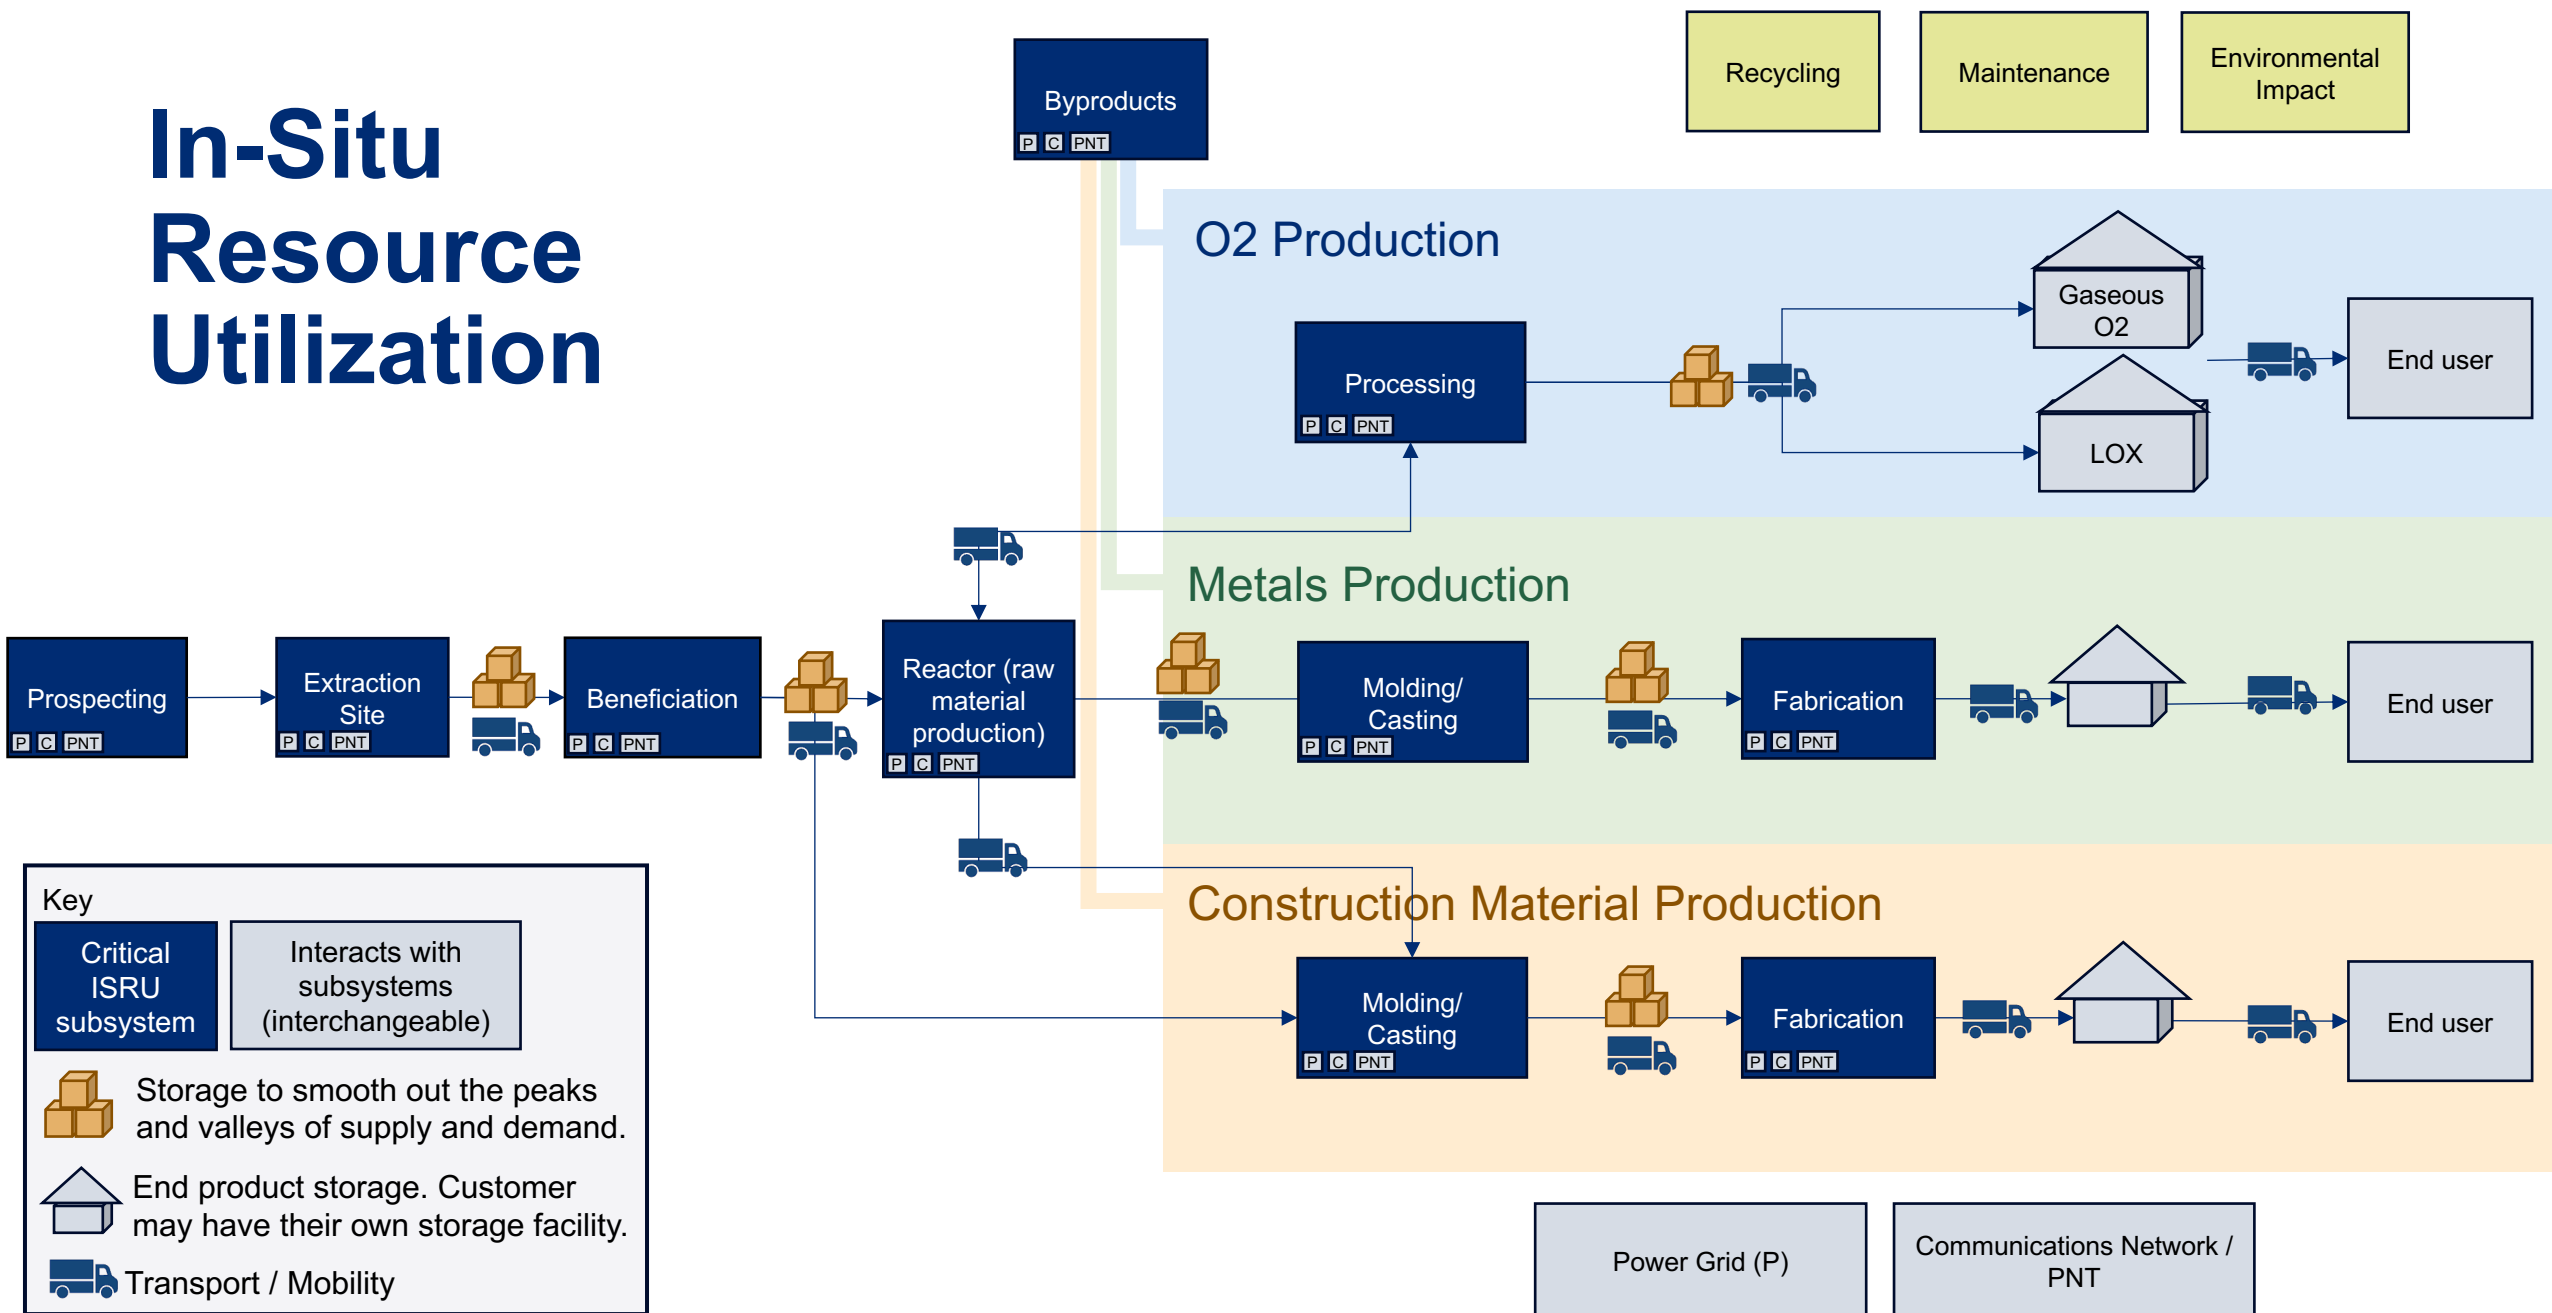 In-Situ
Resource
Utilization
Byproducts
P C PNT
Recycling
Maintenance
Environmental
Impact
O2 Production
Processing
P C PNT
Gaseous
O2
LOX
End user
Metals Production
Prospecting
P C PNT
Extraction
Site
P C PNT
Beneficiation
P C PNT
Reactor (raw
material
production)
P C PNT
Molding/
Casting
P C PNT
Fabrication
P C PNT
End user
Construction Material Production
Molding/
Casting
P C PNT
Fabrication
P C PNT
End user
Key
Critical
ISRU
subsystem
Interacts with
subsystems
(interchangeable)
Storage to smooth out the peaks
and valleys of supply and demand.
End product storage. Customer
may have their own storage facility.
Transport / Mobility
Power Grid (P)
Communications Network /
PNT